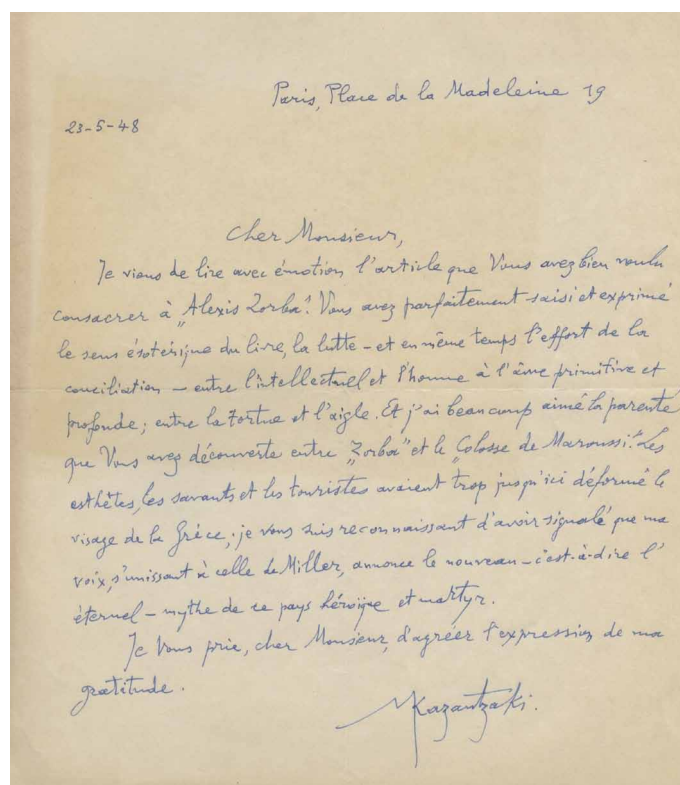 Paris, Place de la Madeleine 19
23-5-48
Cher Monsieur,
Je viens de lire avec émotion l'article que Vous avez bien voulu
consacrer à „Alexis Zorba". Vous avez parfaitement saisi et exprimé
le sens ésotérique du livre, la lutte – et en même temps l'effort de la
conciliation – entre l'intellectuel et l'homme à l'âme primitive et
profonde; entre la tortue et l'aigle. Et j'ai beaucoup aimé la parenté
que Vous avez découverte entre „Zorba" et le „Colosse de Maroussi". Les
esthètes, les savants et les touristes avaient trop jusqu'ici déformé le
visage de la Grèce; je vous suis reconnaissant d'avoir signalé que ma
voix, s'unissant à celle de Miller, annonce le nouveau – c'est-à-dire l'
éternel – mythe de ce pays héroïque et martyr.
Je Vous prie, cher Monsieur, d'agréer l'expression de ma
gratitude.
N Kazantzaki.